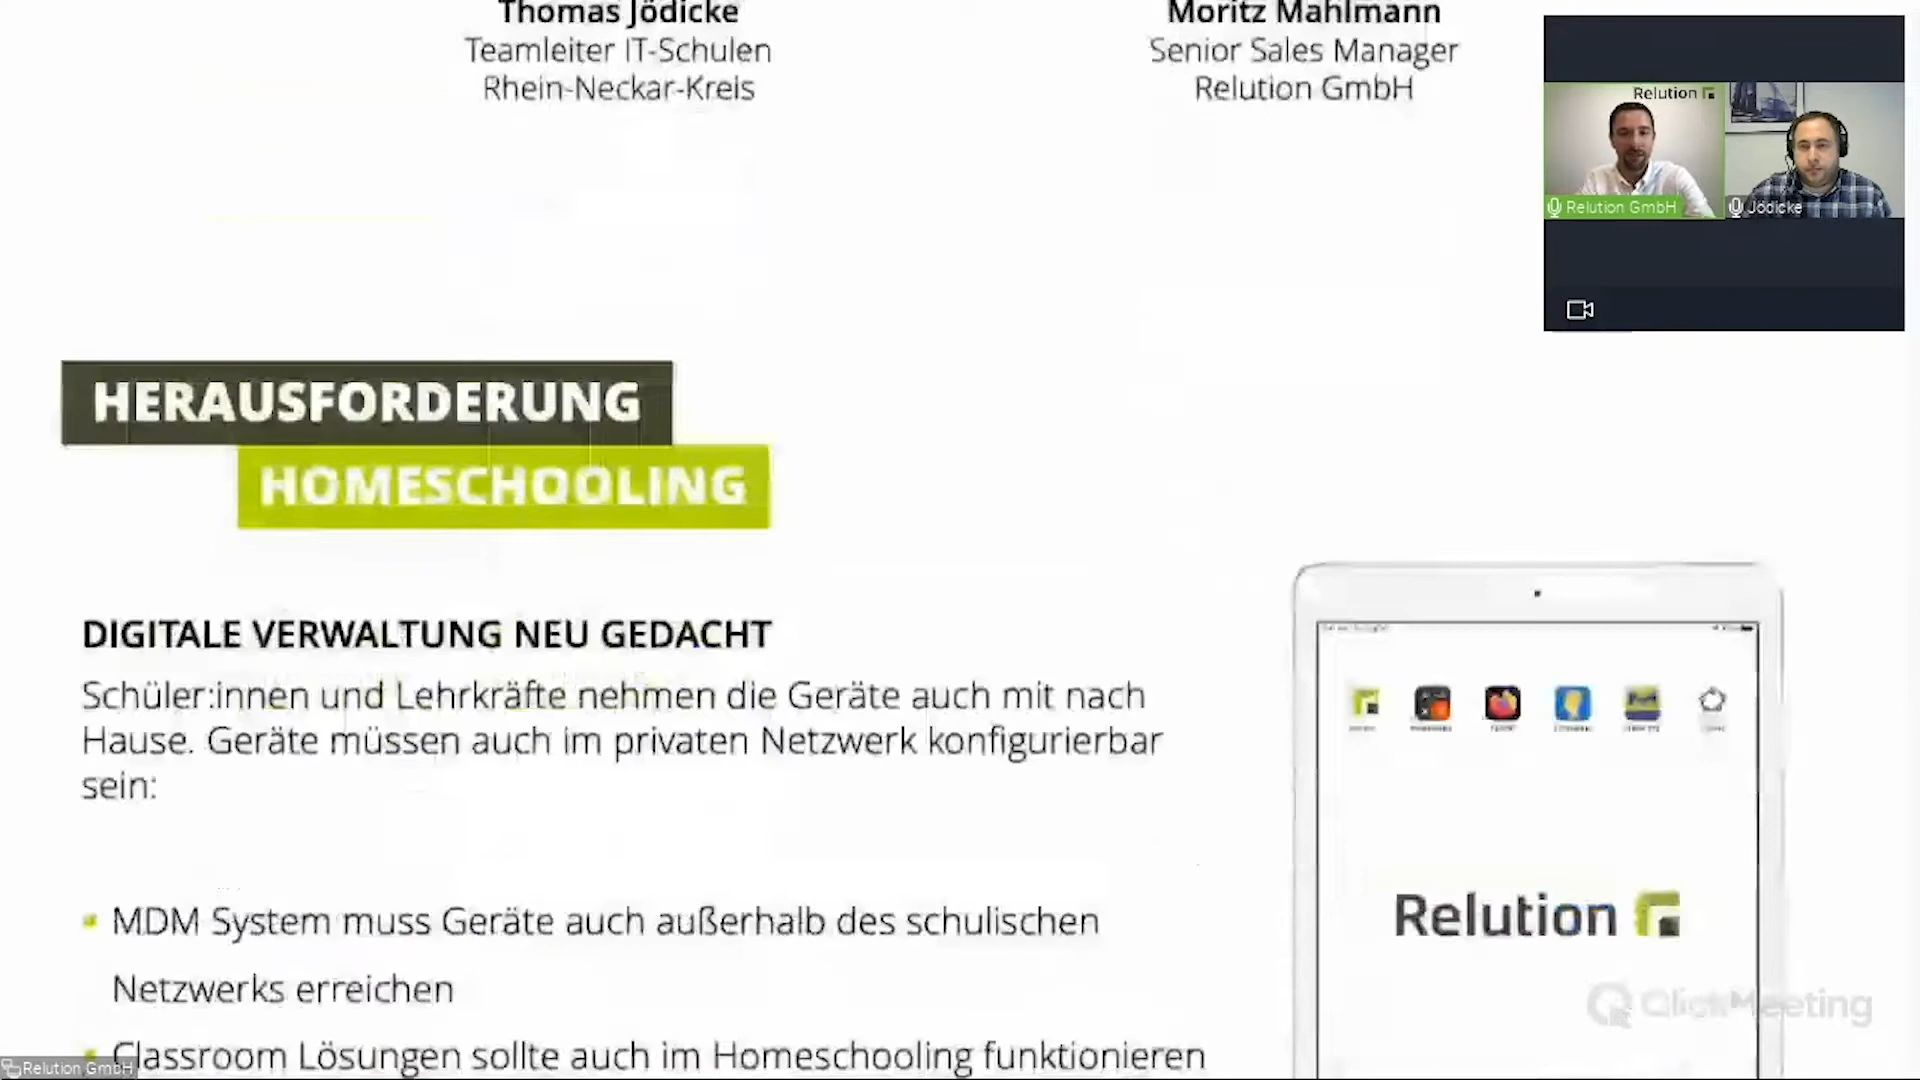 Thomas Jödicke
Teamleiter IT-Schulen
Rhein-Neckar-Kreis
Moritz Mahlmann
Senior Sales Manager
Relution GmbH
Relution
Relution GmbH
Jödicke
HERAUSFORDERUNG
HOMESCHOOLING
DIGITALE VERWALTUNG NEU GEDACHT
Schüler:innen und Lehrkräfte nehmen die Geräte auch mit nach
Hause. Geräte müssen auch im privaten Netzwerk konfigurierbar
sein:
MDM System muss Geräte auch außerhalb des schulischen
Netzwerks erreichen
Classroom Lösungen sollte auch im Homeschooling funktionieren
Relution
ClickMeeting
Relution GmbH